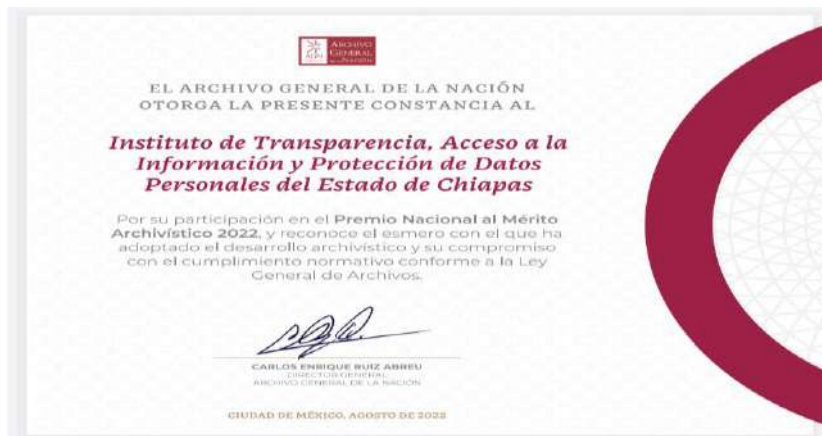 AGN
ARCHIVO
GENERAL
DE LA NACIÓN
EL ARCHIVO GENERAL DE LA NACIÓN
OTORGA LA PRESENTE CONSTANCIA AL
Instituto de Transparencia, Acceso a la
Información y Protección de Datos
Personales del Estado de Chiapas
Por su participación en el Premio Nacional al Mérito
Archivístico 2022, y reconoce el esmero con el que ha
adoptado el desarrollo archivístico y su compromiso
con el cumplimiento normativo conforme a la Ley
General de Archivos.
CARLOS ENRIQUE RUIZ ABREU
DIRECTOR GENERAL
ARCHIVO GENERAL DE LA NACIÓN
CIUDAD DE MÉXICO, AGOSTO DE 2022